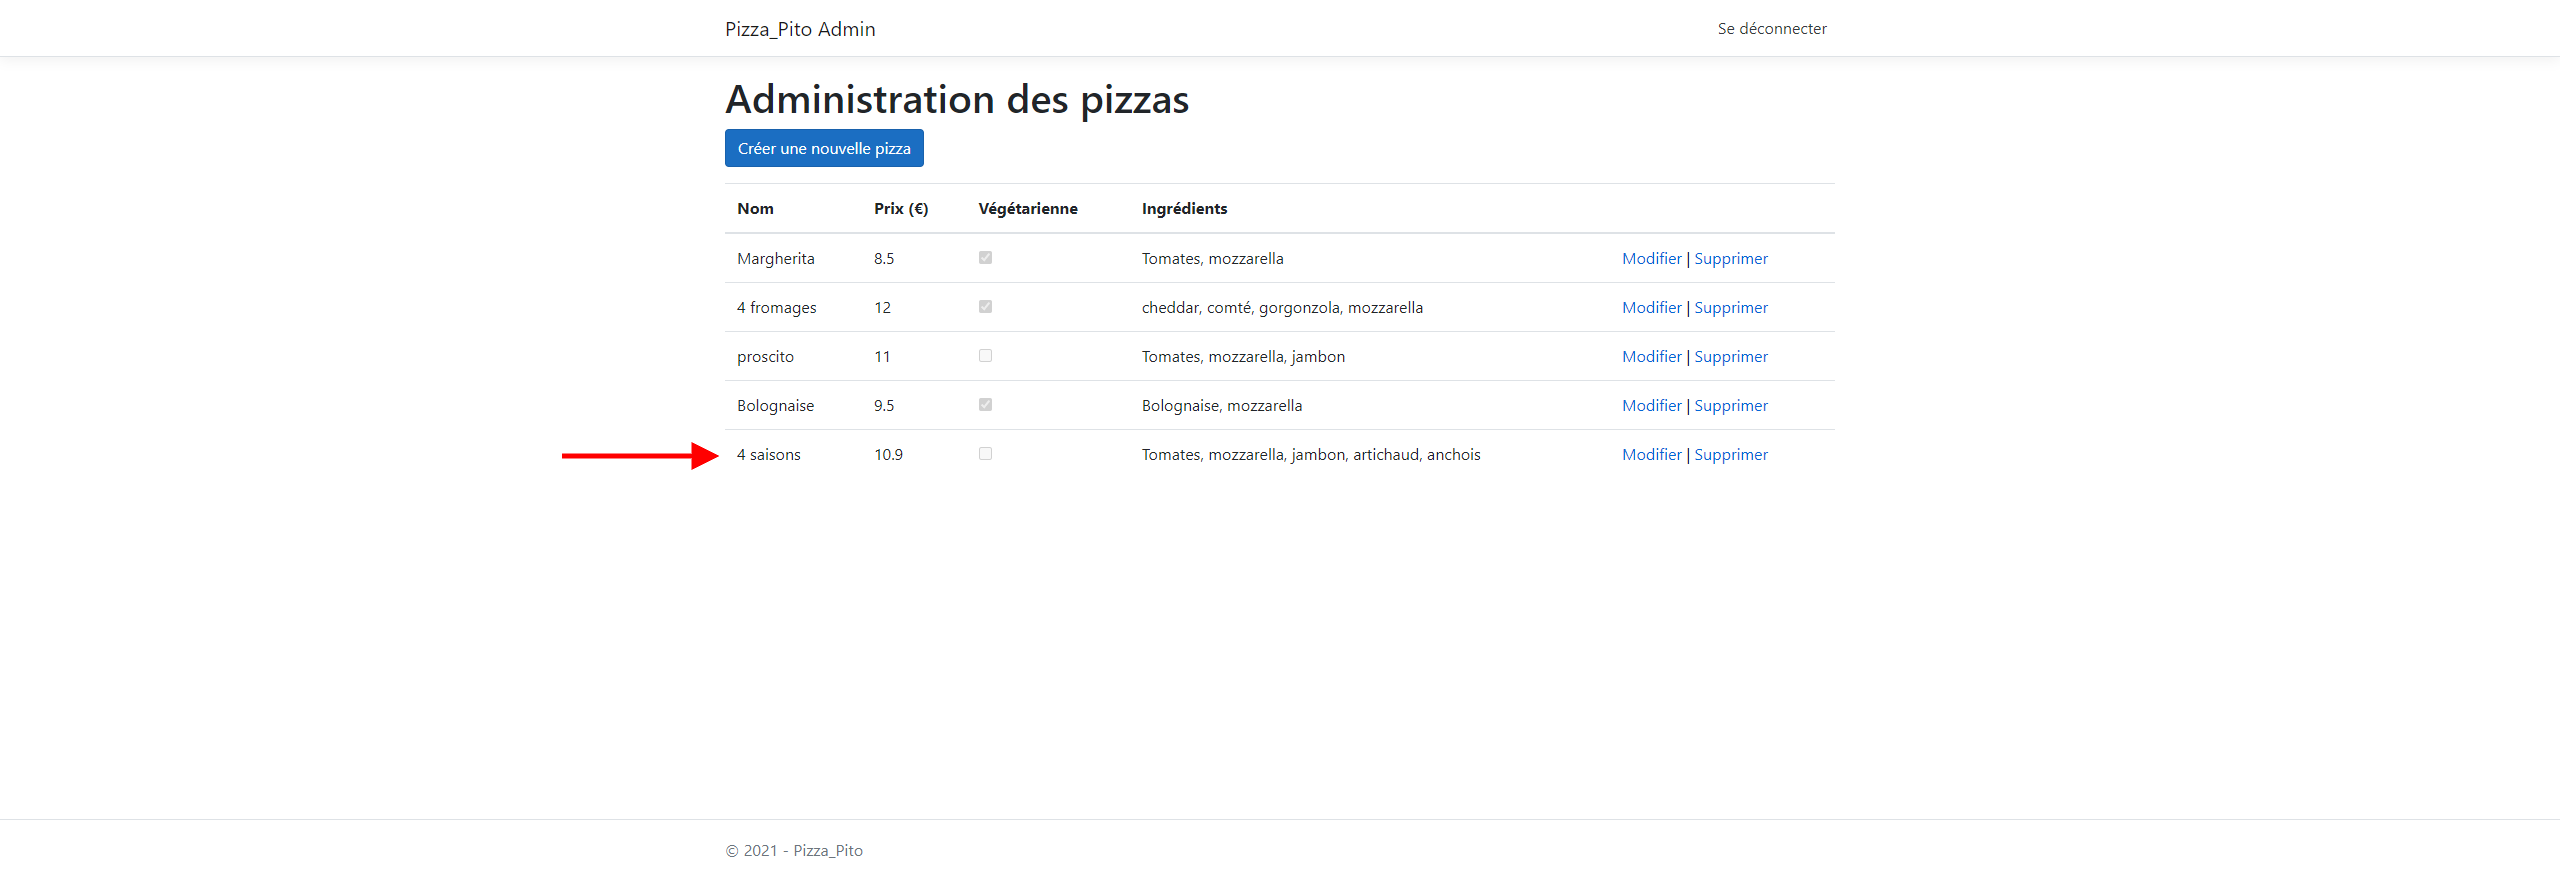 Pizza_Pito Admin Se déconnecter
Administration des pizzas
Créer une nouvelle pizza
Nom Prix (€) Végétarienne Ingrédients
Margherita 8.5 Tomates, mozzarella Modifier | Supprimer
4 fromages 12 cheddar, comté, gorgonzola, mozzarella Modifier | Supprimer
proscito 11 Tomates, mozzarella, jambon Modifier | Supprimer
Bolognaise 9.5 Bolognaise, mozzarella Modifier | Supprimer
4 saisons 10.9 Tomates, mozzarella, jambon, artichaud, anchois Modifier | Supprimer
© 2021 - Pizza_Pito